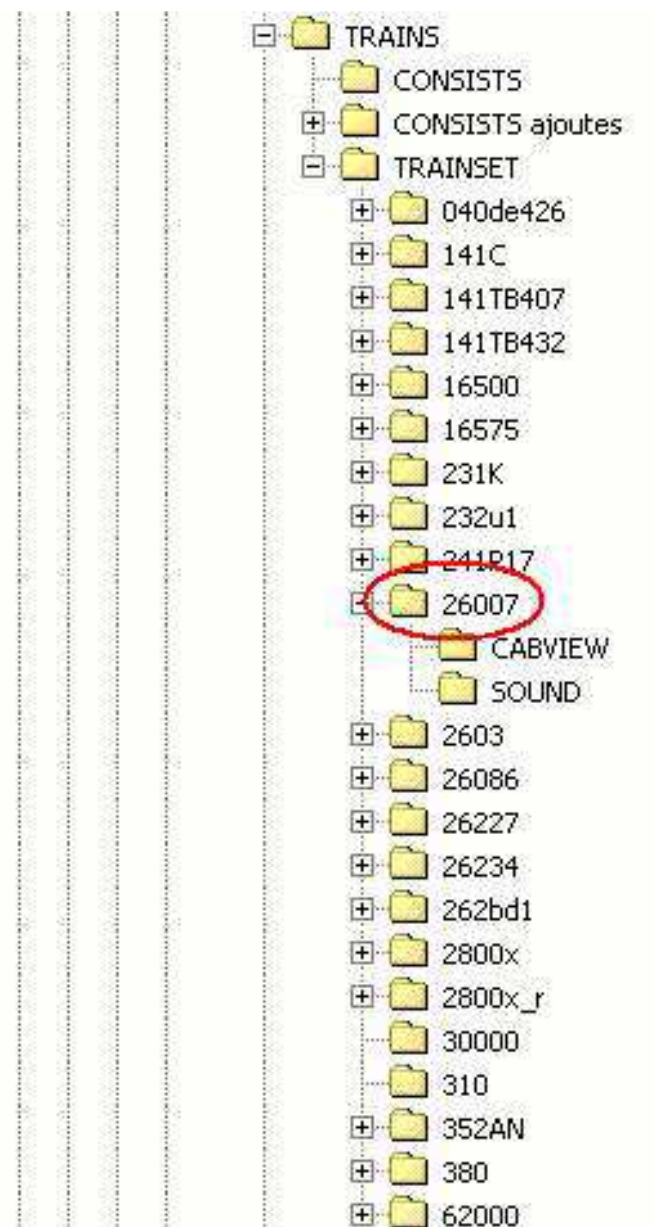 TRAINS
CONSISTS
CONSISTS ajoutes
TRAINSET
040de426
141C
141TB407
141TB432
16500
16575
231K
232u1
241P17
26007
CABVIEW
SOUND
2603
26086
26227
26234
262bd1
2800x
2800x_r
30000
310
352AN
380
62000